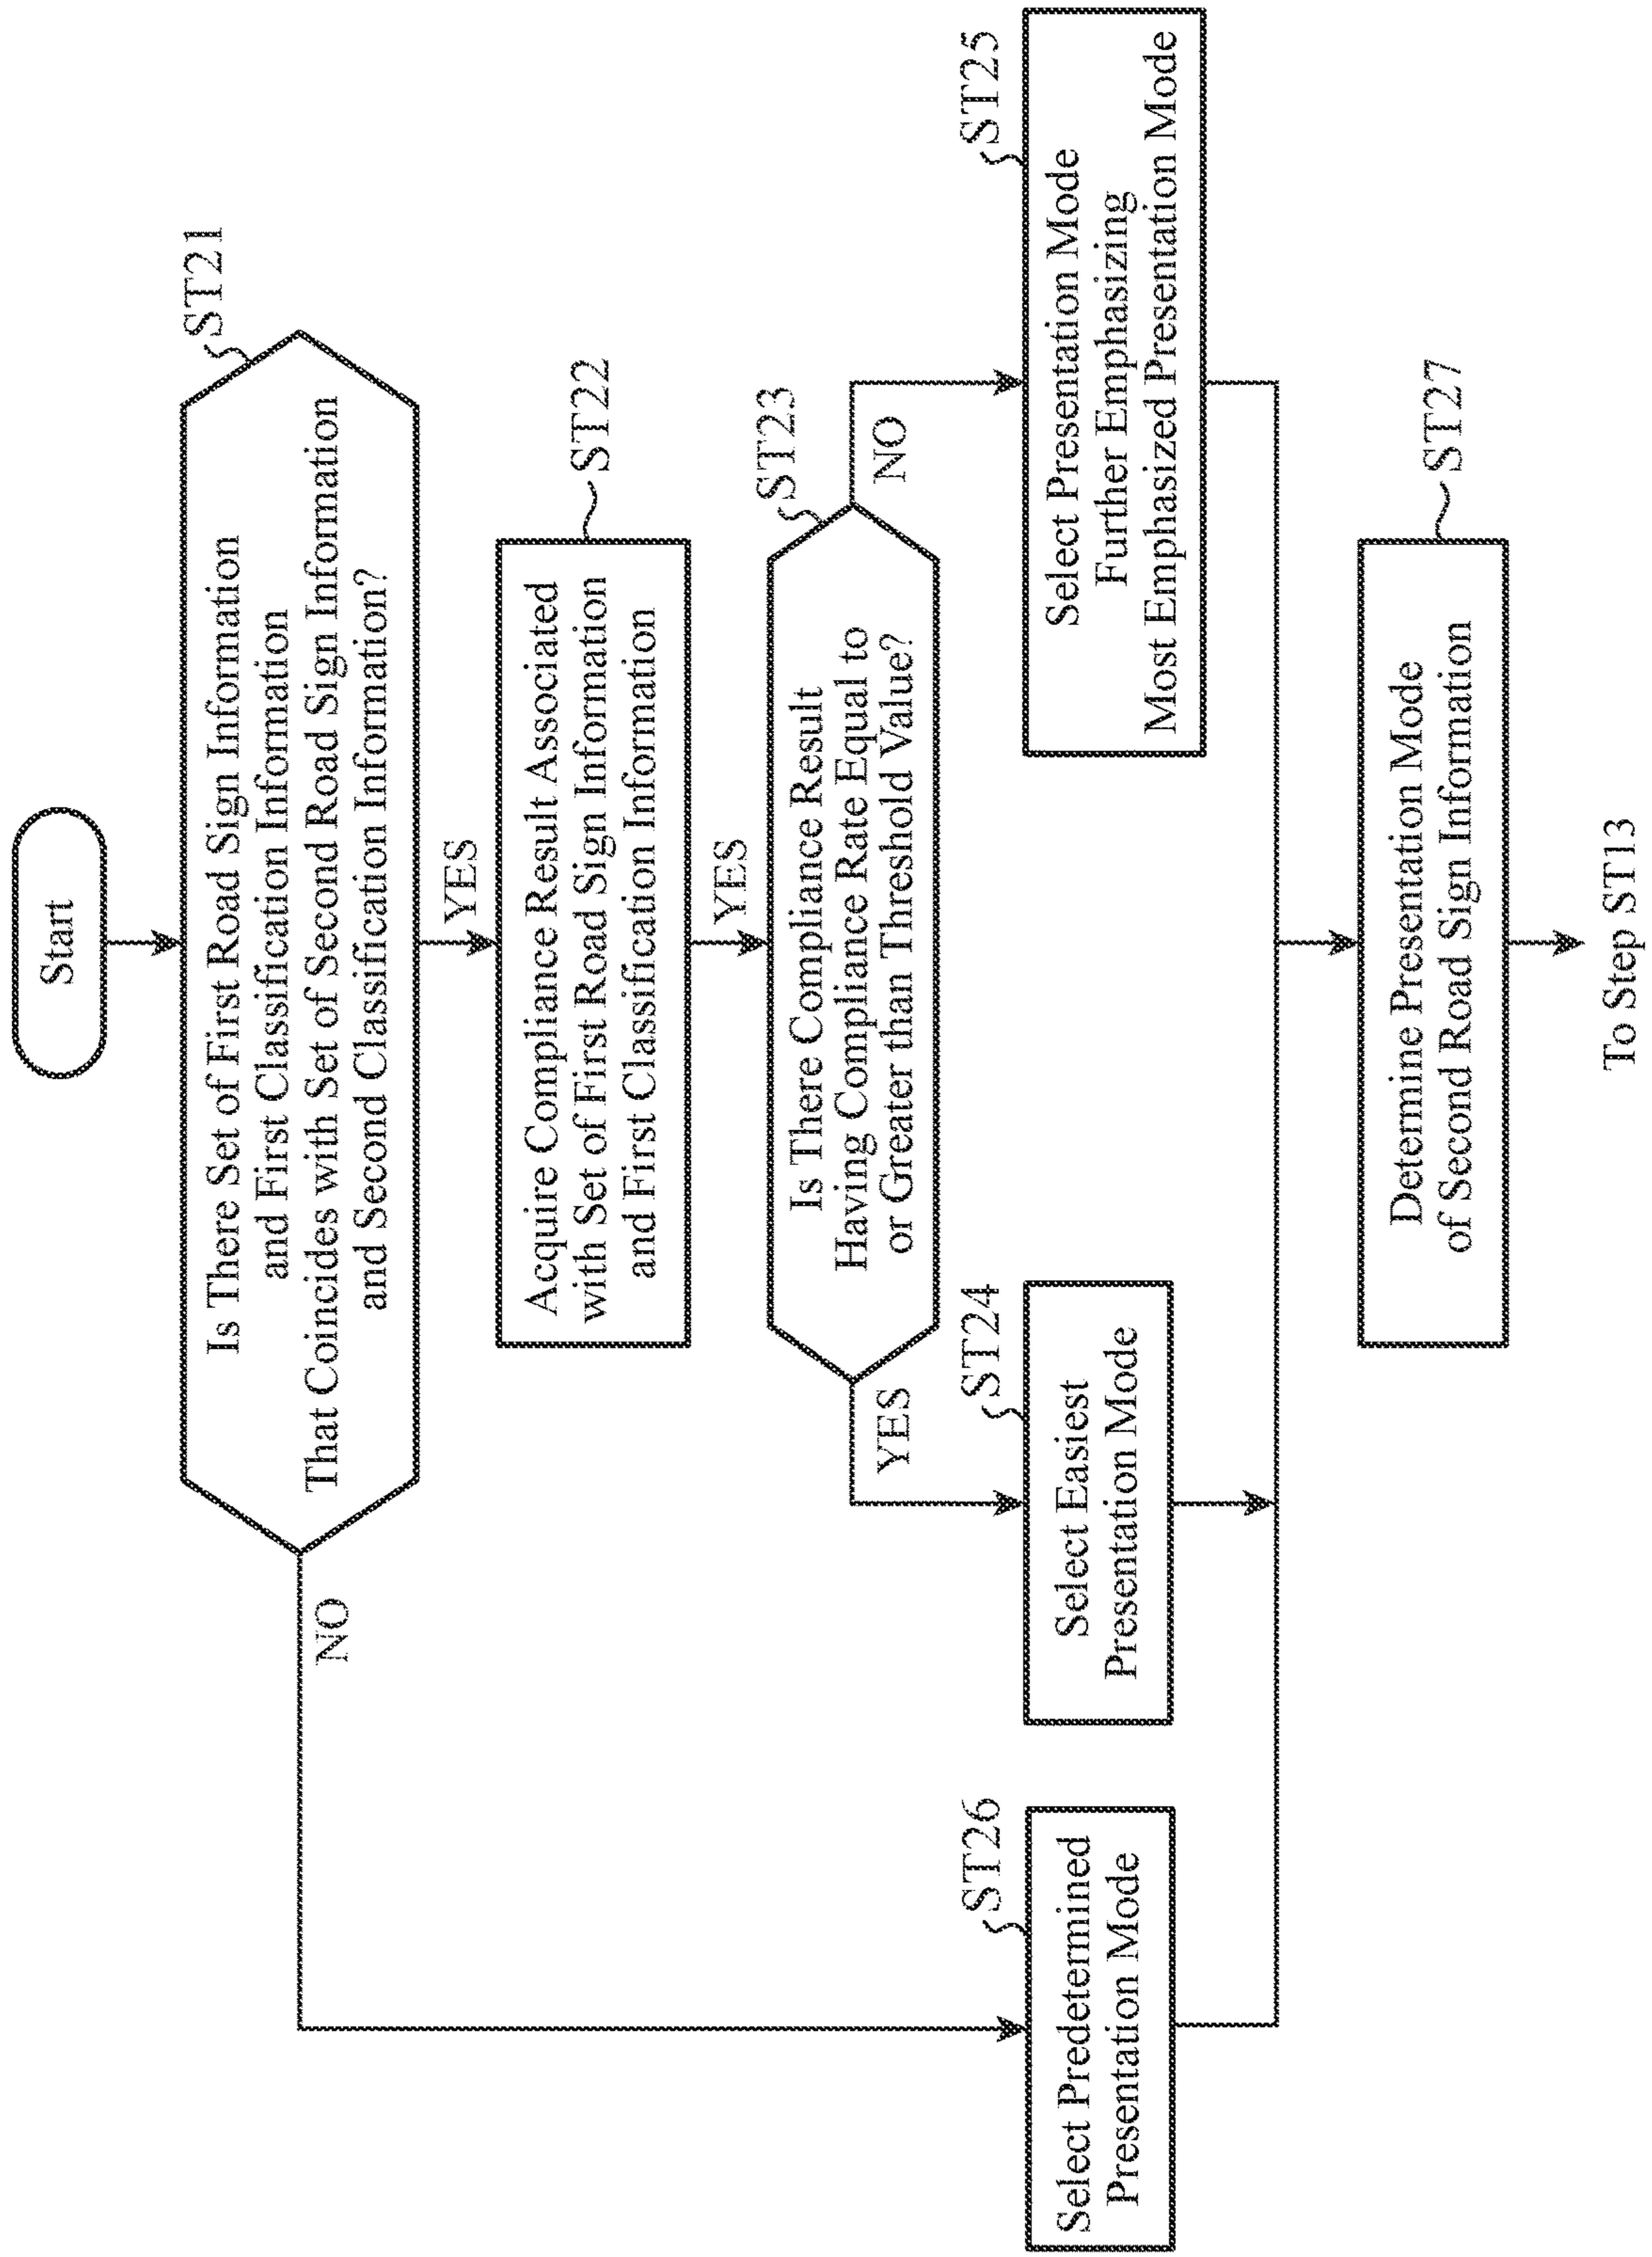 Start
ST21
Is There Set of First Road Sign Information
and First Classification Information
That Coincides with Set of Second Road Sign Information
and Second Classification Information?
NO
YES
ST22
Acquire Compliance Result Associated
with Set of First Road Sign Information
and First Classification Information
YES
ST23
Is There Compliance Result
Having Compliance Rate Equal to
or Greater than Threshold Value?
YES
NO
ST26
Select Predetermined
Presentation Mode
ST24
Select Easiest
Presentation Mode
ST25
Select Presentation Mode
Further Emphasizing
Most Emphasized Presentation Mode
ST27
Determine Presentation Mode
of Second Road Sign Information
To Step ST13